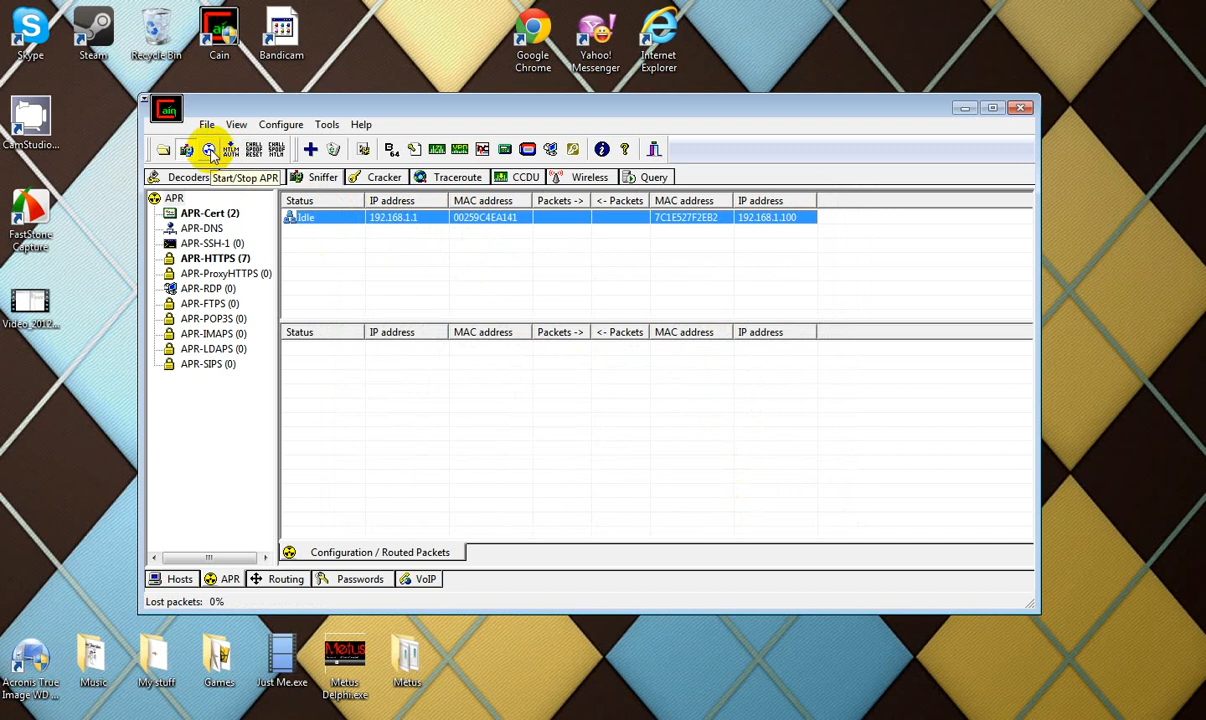 Skype
Steam
Recycle Bin
Cain
Bandicam
Google
Chrome
Yahoo!
Messenger
Internet
Explorer
CamStudio...
FastStone
Capture
Video_2012...
File View Configure Tools Help
Decoders Start/Stop APR Sniffer Cracker Traceroute CCDU Wireless Query
APR
APR-Cert (2)
APR-DNS
APR-SSH-1 (0)
APR-HTTPS (7)
APR-ProxyHTTPS (0)
APR-RDP (0)
APR-FTPS (0)
APR-POP3S (0)
APR-IMAPS (0)
APR-LDAPS (0)
APR-SIPS (0)
Status IP address MAC address Packets -> <- Packets MAC address IP address
Idle 192.168.1.1 00259C4EA141 7C1E527F2EB2 192.168.1.100
Status IP address MAC address Packets -> <- Packets MAC address IP address
Configuration / Routed Packets
Hosts APR Routing Passwords VoIP
Lost packets: 0%
Acronis True
Image WD ...
Music
My stuff
Games
Just Me.exe
Metus
Metus
Delphi.exe
Metus